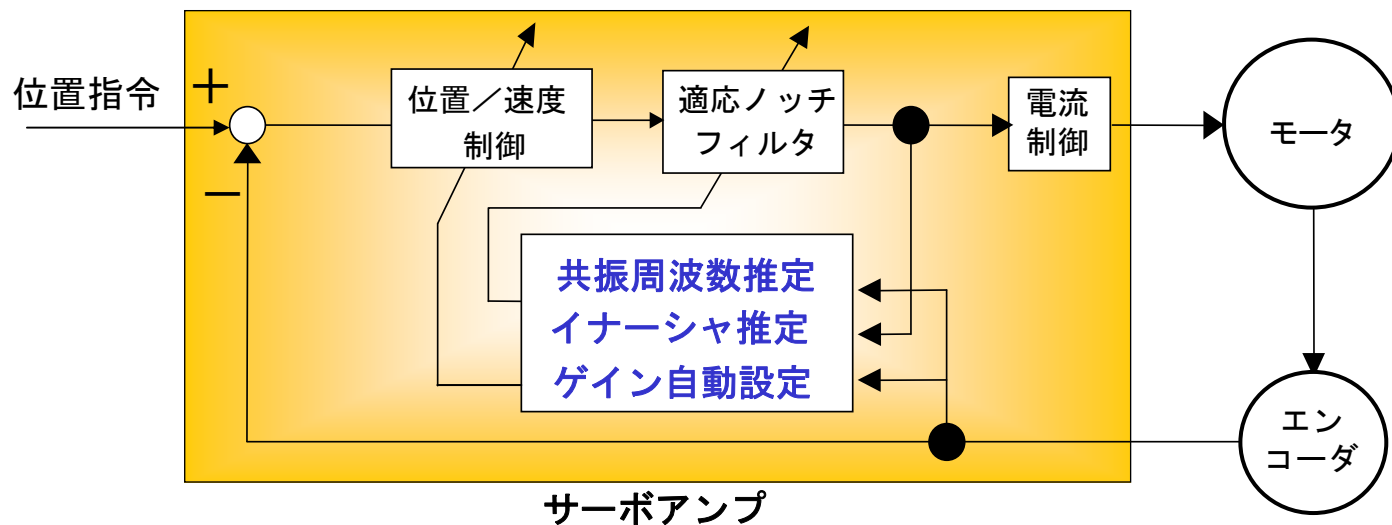 位置指令
＋
－
位置／速度
制御
適応ノッチ
フィルタ
電流
制御
モータ
共振周波数推定
イナーシャ推定
ゲイン自動設定
エン
コーダ
サーボアンプ